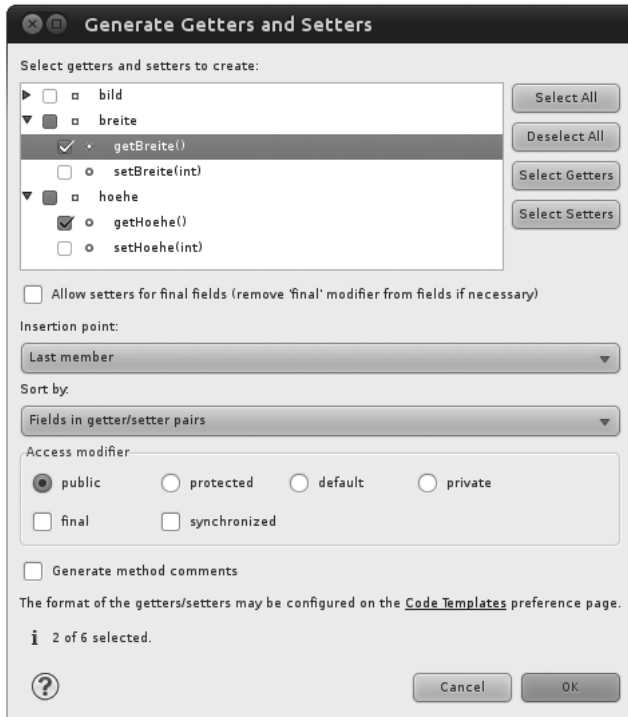 Generate Getters and Setters
Select getters and setters to create:
bild
breite
getBreite()
setBreite(int)
hoehe
getHoehe()
setHoehe(int)
Select All
Deselect All
Select Getters
Select Setters
Allow setters for final fields (remove 'final' modifier from fields if necessary)
Insertion point:
Last member
Sort by:
Fields in getter/setter pairs
Access modifier
public protected default private
final synchronized
Generate method comments
The format of the getters/setters may be configured on the Code Templates preference page.
i 2 of 6 selected.
? Cancel OK